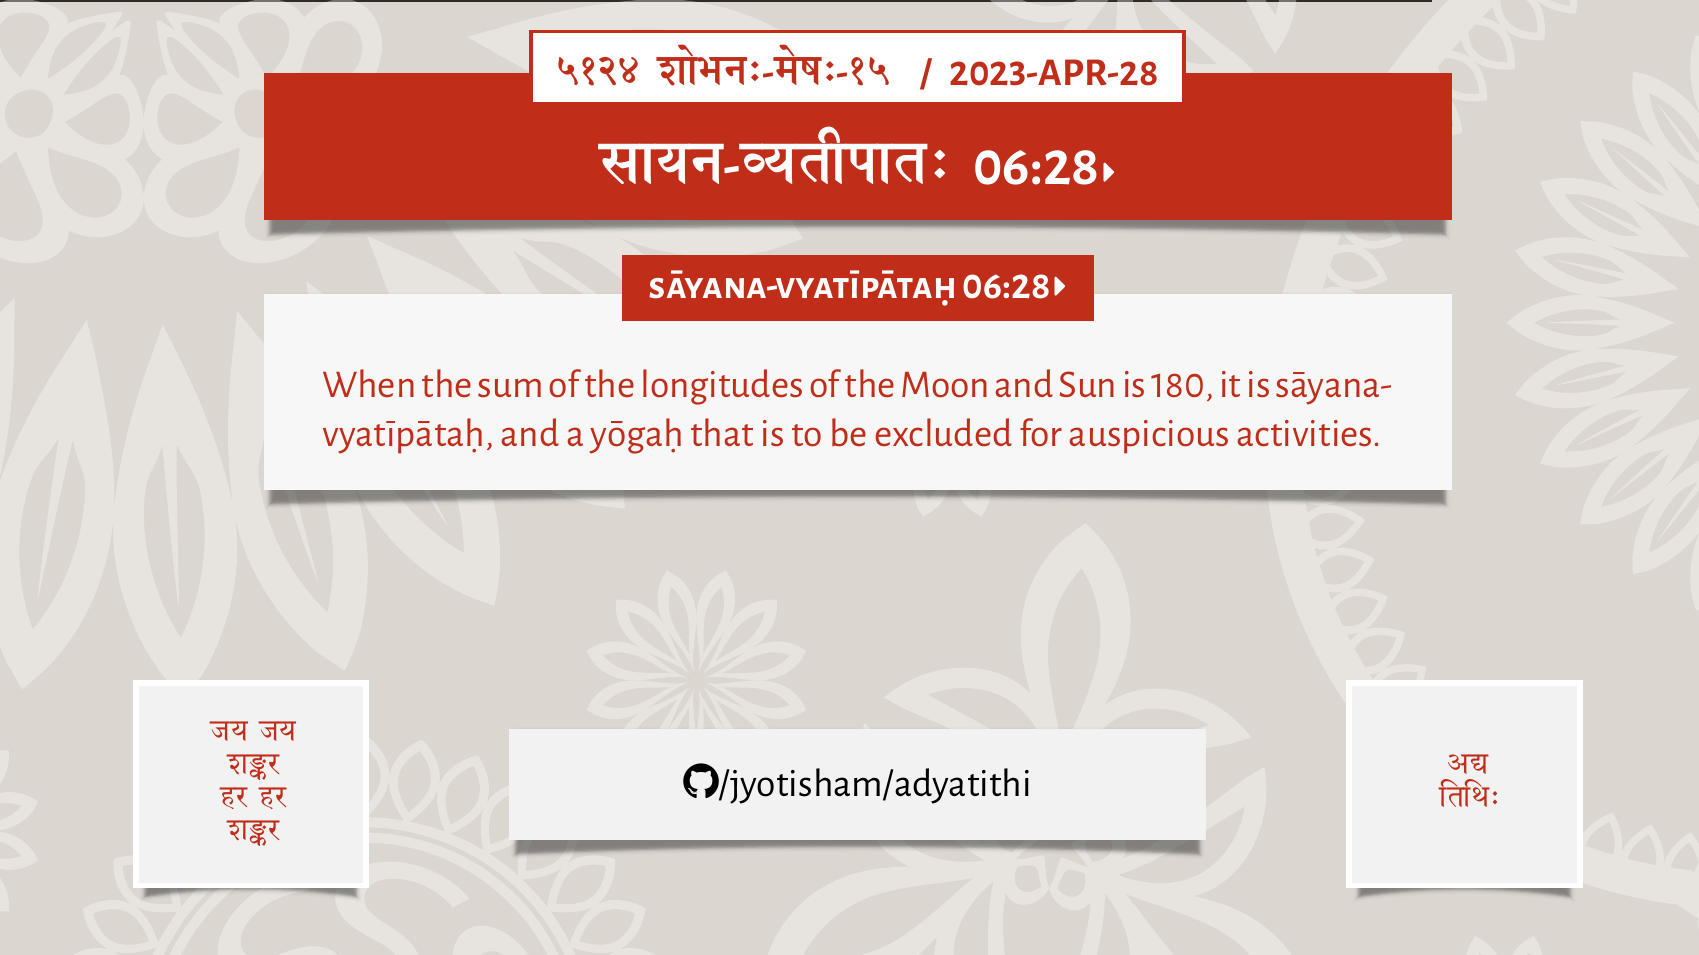 ५१२४ शोभनः-मेषः-१५ / 2023-APR-28
सायन-व्यतीपातः 06:28▸
SĀYANA-VYATĪPĀTAḤ 06:28▸
When the sum of the longitudes of the Moon and Sun is 180, it is sāyana-
vyatīpātaḥ, and a yōgaḥ that is to be excluded for auspicious activities.
जय जय
शङ्कर
हर हर
शङ्कर
/jyotisham/adyatithi
अद्य
तिथिः